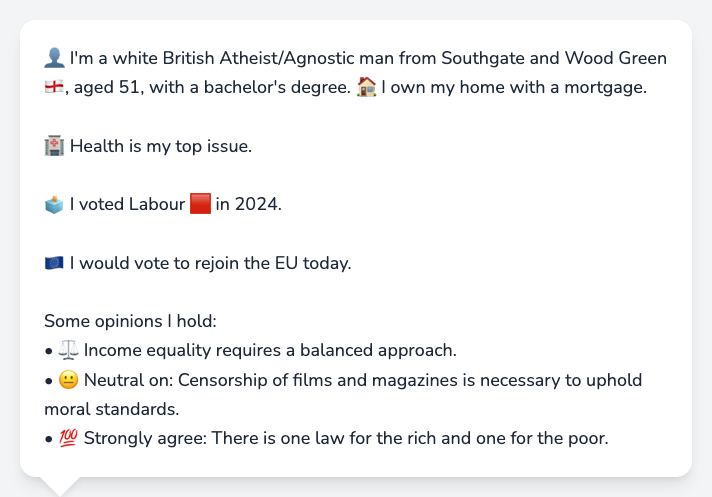 👤 I'm a white British Atheist/Agnostic man from Southgate and Wood Green
🏴󠁧󠁢󠁥󠁮󠁧󠁿, aged 51, with a bachelor's degree. 🏠 I own my home with a mortgage.
🏥 Health is my top issue.
🗳️ I voted Labour 🟥 in 2024.
🇪🇺 I would vote to rejoin the EU today.
Some opinions I hold:
• ⚖️ Income equality requires a balanced approach.
• 😐 Neutral on: Censorship of films and magazines is necessary to uphold
moral standards.
• 💯 Strongly agree: There is one law for the rich and one for the poor.